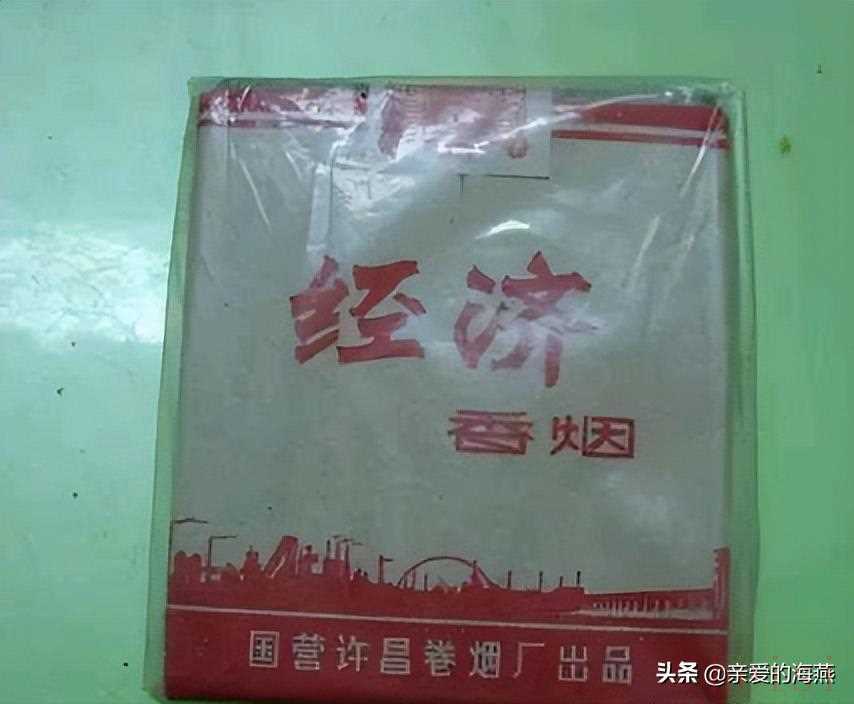 经济
香烟
国营许昌卷烟厂出品
头条 @亲爱的海燕